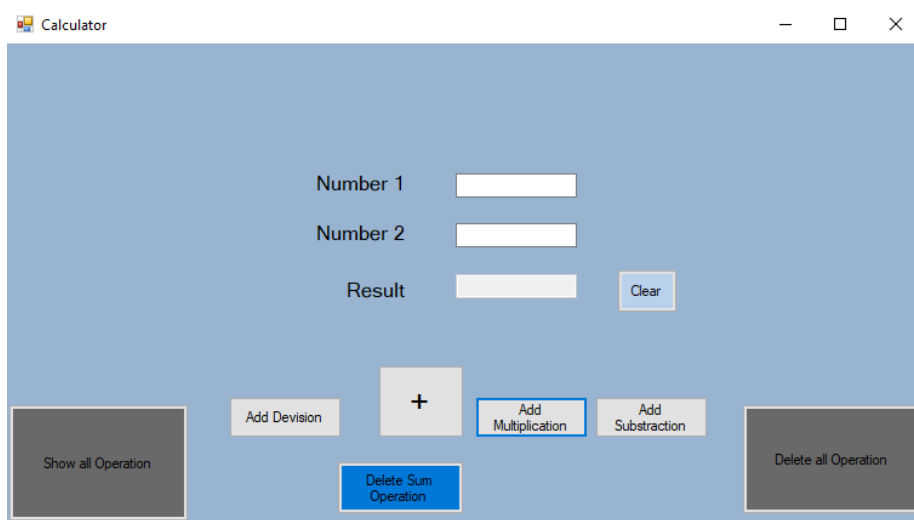 Calculator
Number 1
Number 2
Result
Clear
+
Add Devision
Add
Multiplication
Add
Substraction
Show all Operation
Delete Sum
Operation
Delete all Operation